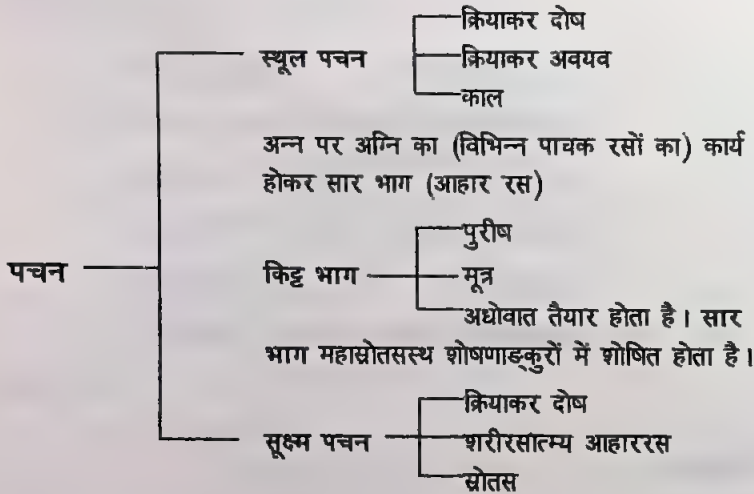 क्रियाकर दोष
स्थूल पचन
क्रियाकर अवयव
काल
अन्न पर अग्नि का (विभिन्न पाचक रसों का) कार्य
होकर सार भाग (आहार रस)
पुरीष
पचन
किट्ट भाग
मूत्र
अधोवात तैयार होता है। सार
भाग महास्रोतसस्थ शोषणाङ्कुरों में शोषित होता है।
क्रियाकर दोष
सूक्ष्म पचन
शरीरसात्म्य आहाररस
स्रोतस